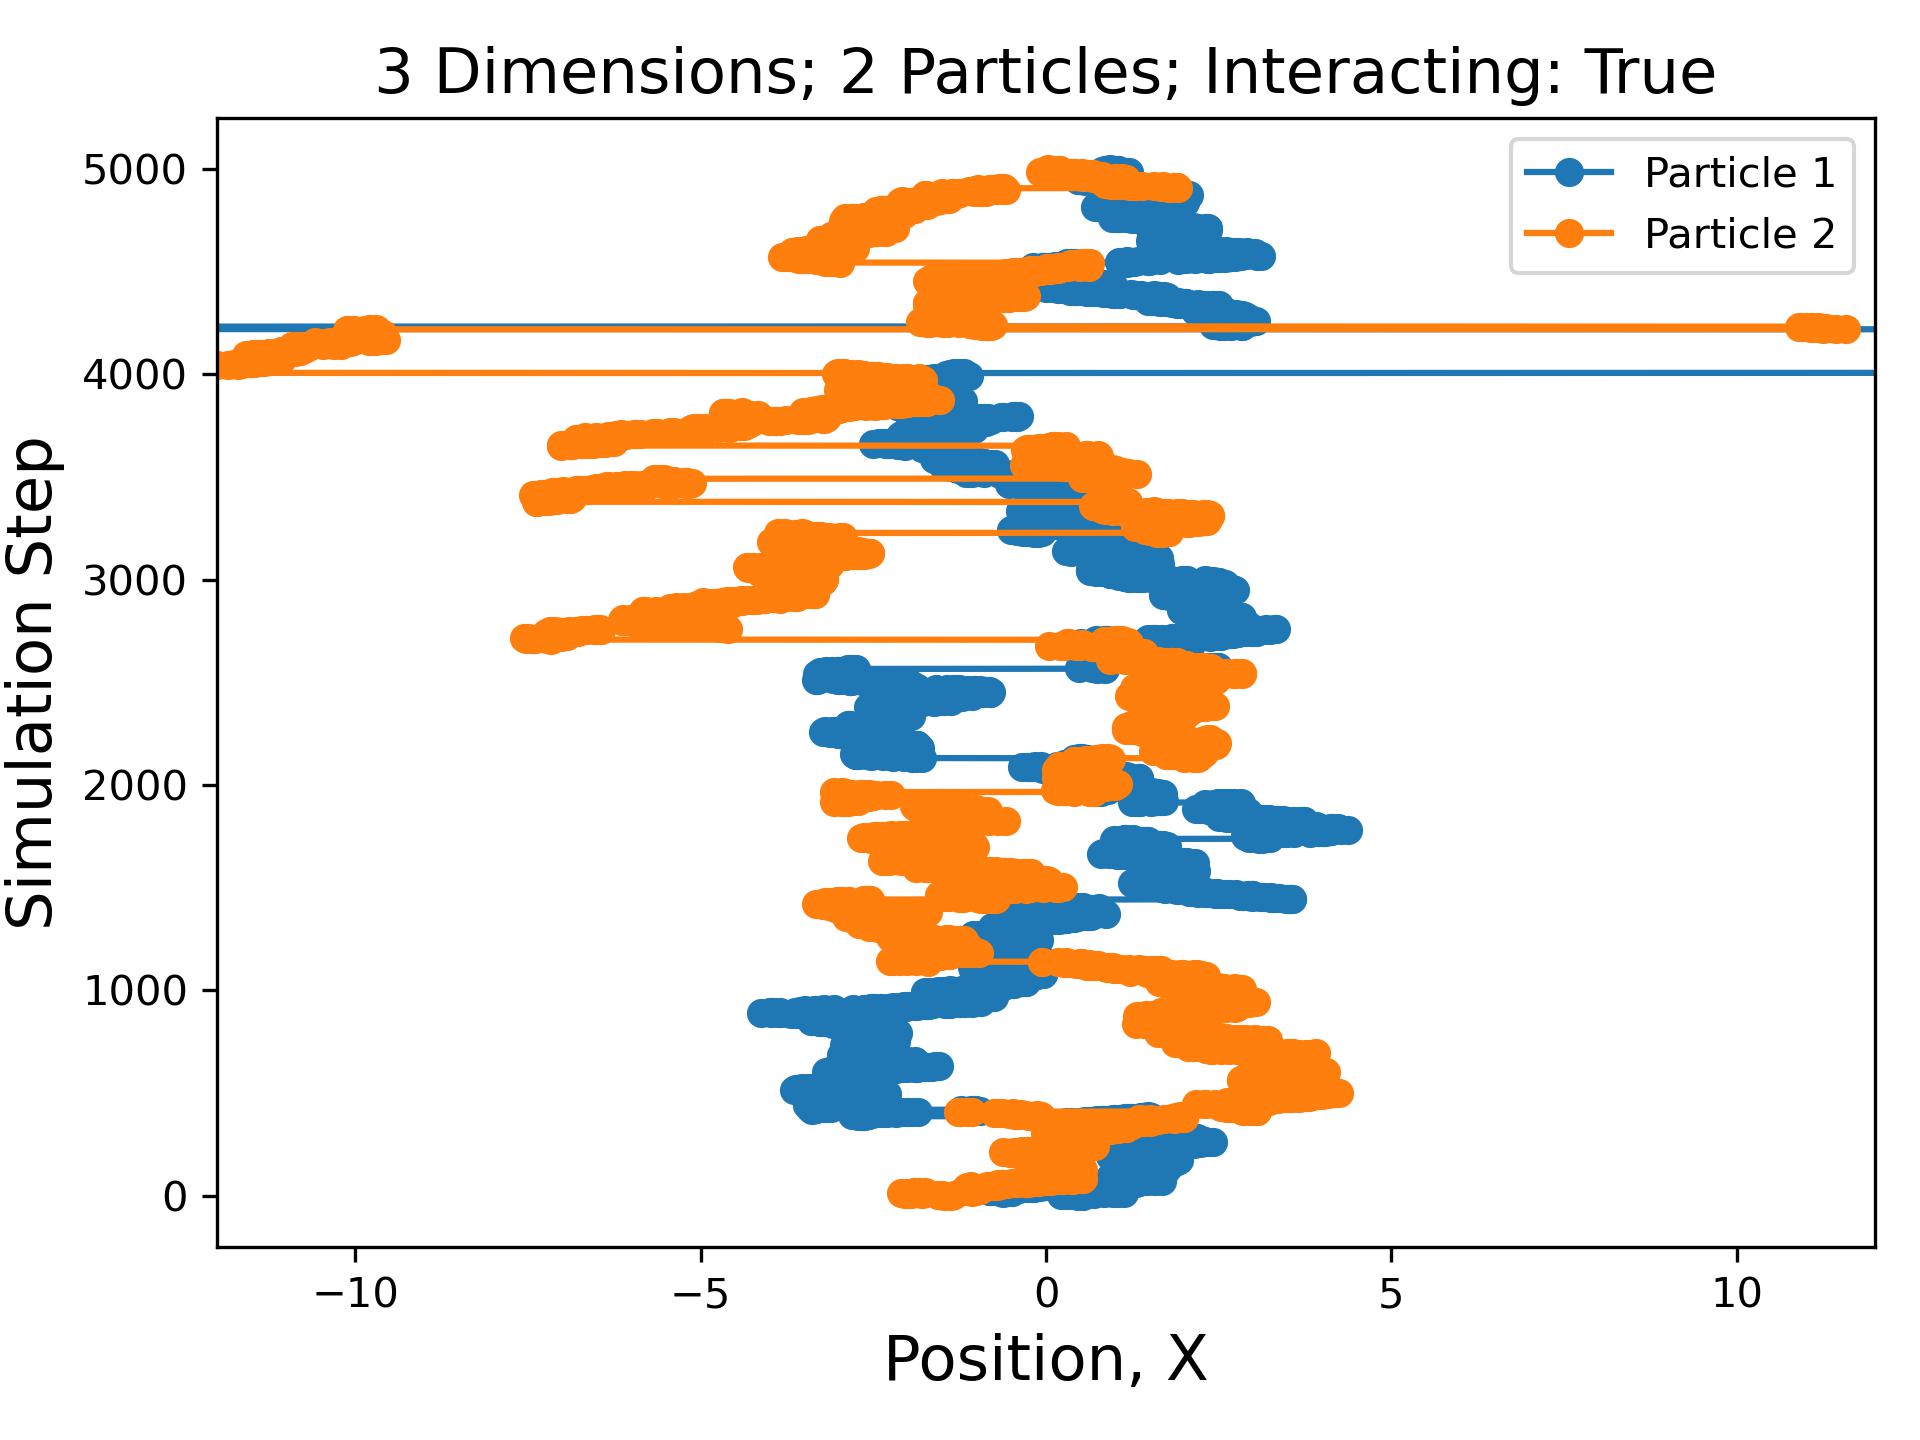 3 Dimensions; 2 Particles; Interacting: True
Particle 1
Particle 2
5000
4000
3000
2000
1000
0
Simulation Step
−10
−5
0
5
10
Position, X